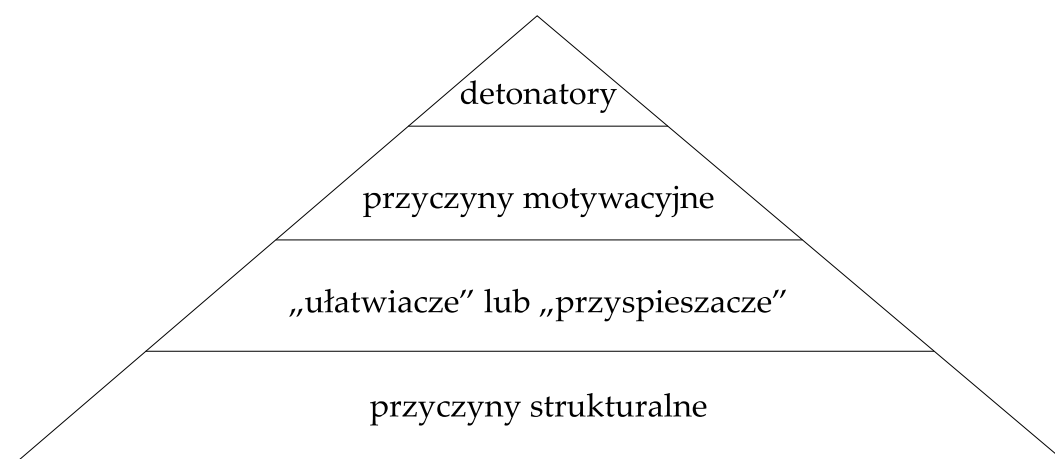 detonatory
przyczyny motywacyjne
„ułatwiacze” lub „przyspieszacze”
przyczyny strukturalne